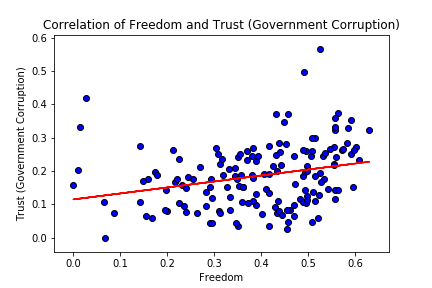 Correlation of Freedom and Trust (Government Corruption)
0.6
0.5
0.4
0.3
0.2
0.1
0.0
Trust (Government Corruption)
0.0 0.1 0.2 0.3 0.4 0.5 0.6
Freedom